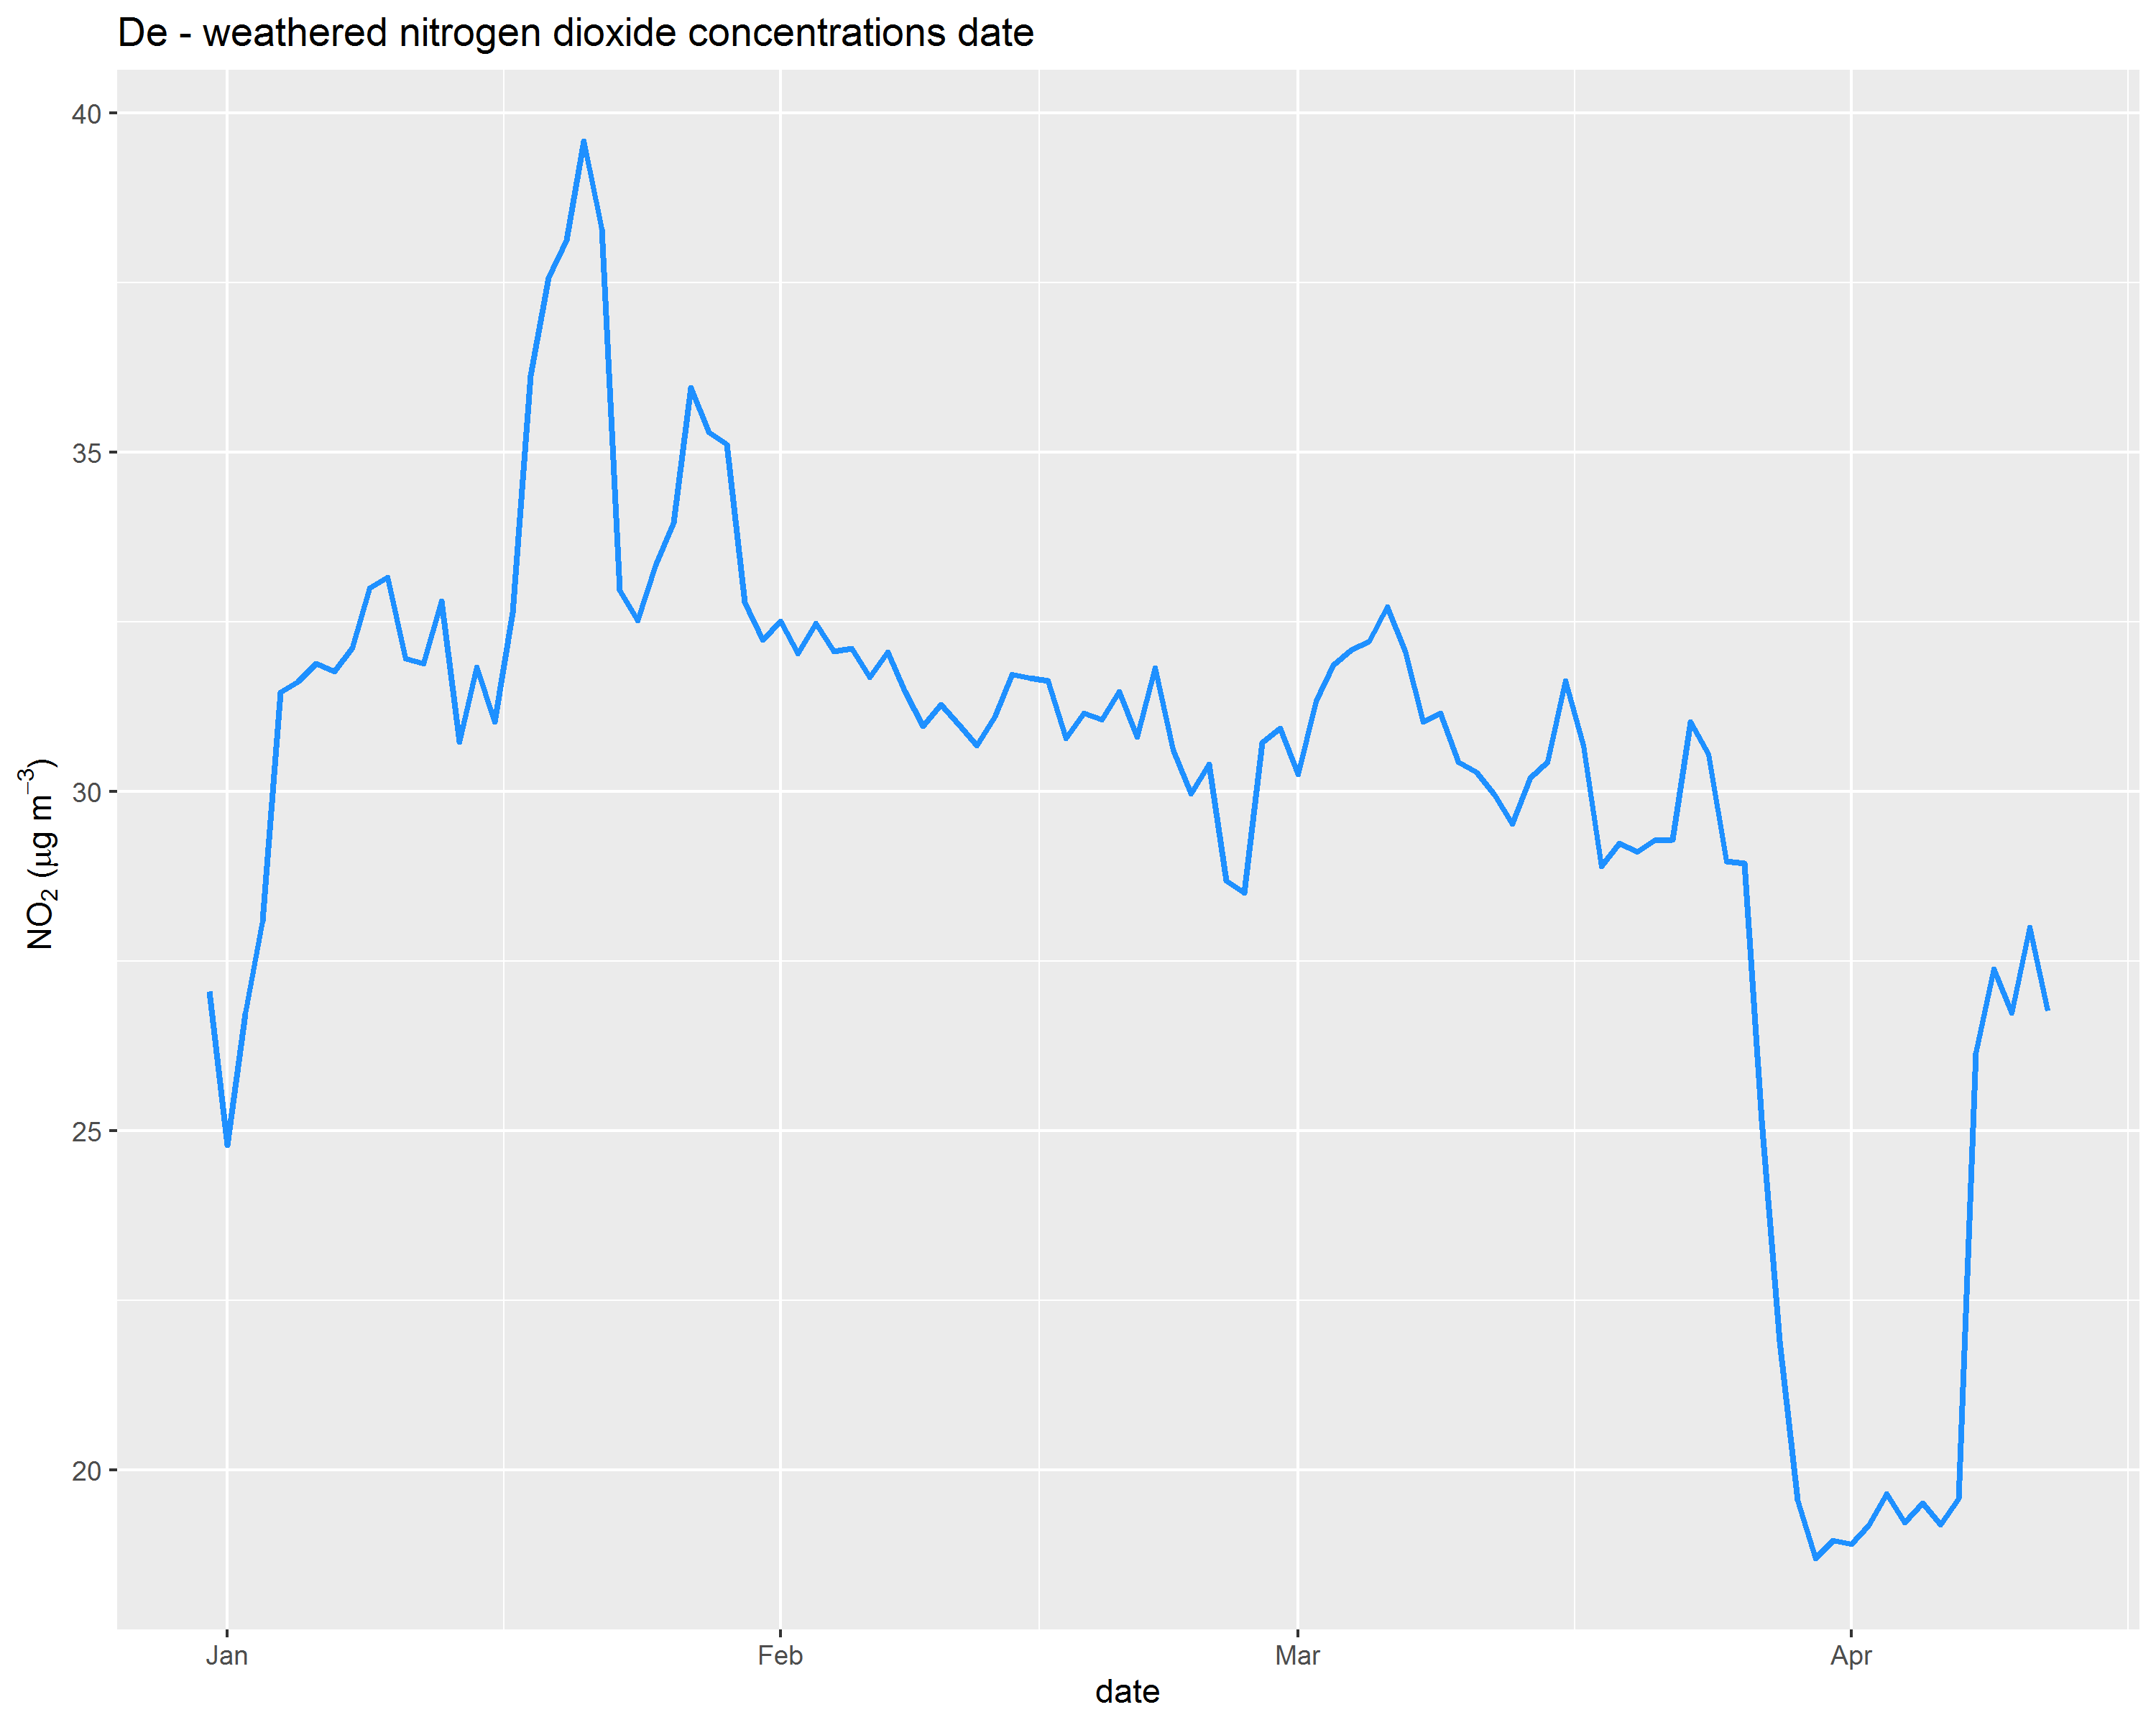 De - weathered nitrogen dioxide concentrations date
40
35
30
25
20
NO₂ (μg m⁻³)
Jan Feb Mar Apr
date